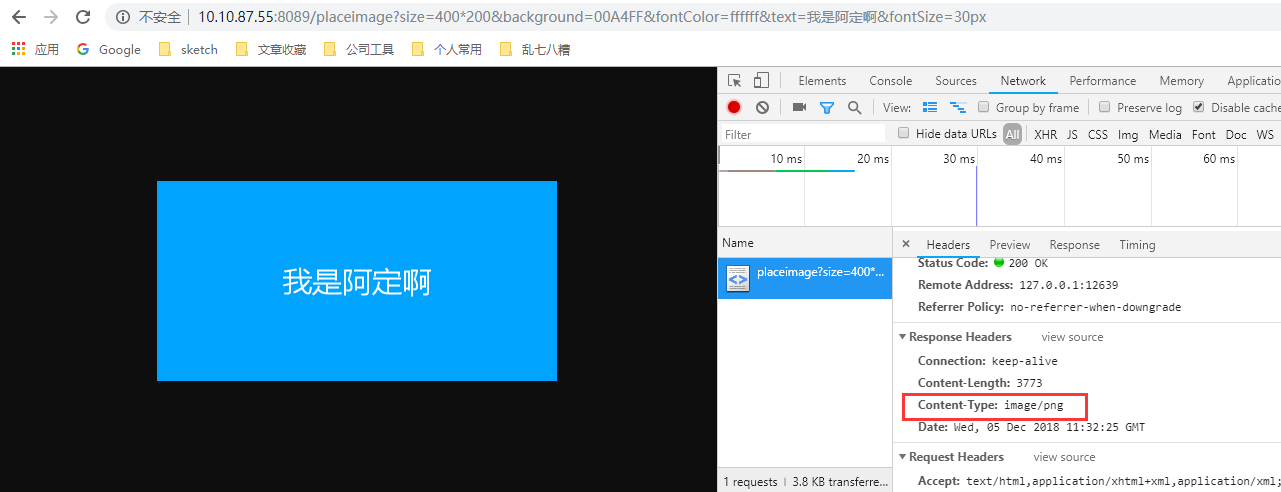 不安全 | 10.10.87.55:8089/placeimage?size=400*200&background=00A4FF&fontColor=ffffff&text=我是阿定啊&fontSize=30px
应用 Google sketch 文章收藏 公司工具 个人常用 乱七八糟
我是阿定啊
Elements Console Sources Network Performance Memory Applicatio
View: Group by frame Preserve log Disable cache
Filter Hide data URLs All XHR JS CSS Img Media Font Doc WS
10 ms 20 ms 30 ms 40 ms 50 ms 60 ms
Name
placeimage?size=400*...
1 requests | 3.8 KB transferre...
× Headers Preview Response Timing
Status Code: 200 OK
Remote Address: 127.0.0.1:12639
Referrer Policy: no-referrer-when-downgrade
Response Headers view source
Connection: keep-alive
Content-Length: 3773
Content-Type: image/png
Date: Wed, 05 Dec 2018 11:32:25 GMT
Request Headers view source
Accept: text/html,application/xhtml+xml,application/xml;